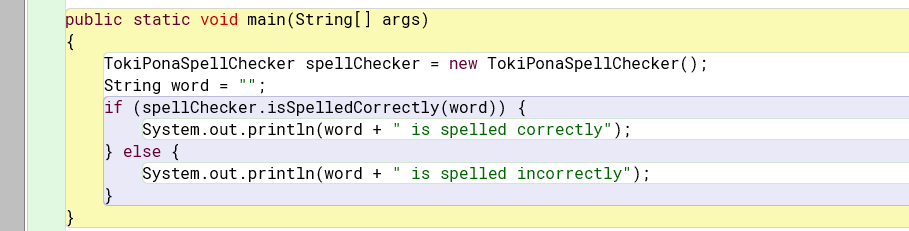 public static void main(String[] args)
{
TokiPonaSpellChecker spellChecker = new TokiPonaSpellChecker();
String word = "";
if (spellChecker.isSpelledCorrectly(word)) {
System.out.println(word + " is spelled correctly");
} else {
System.out.println(word + " is spelled incorrectly");
}
}